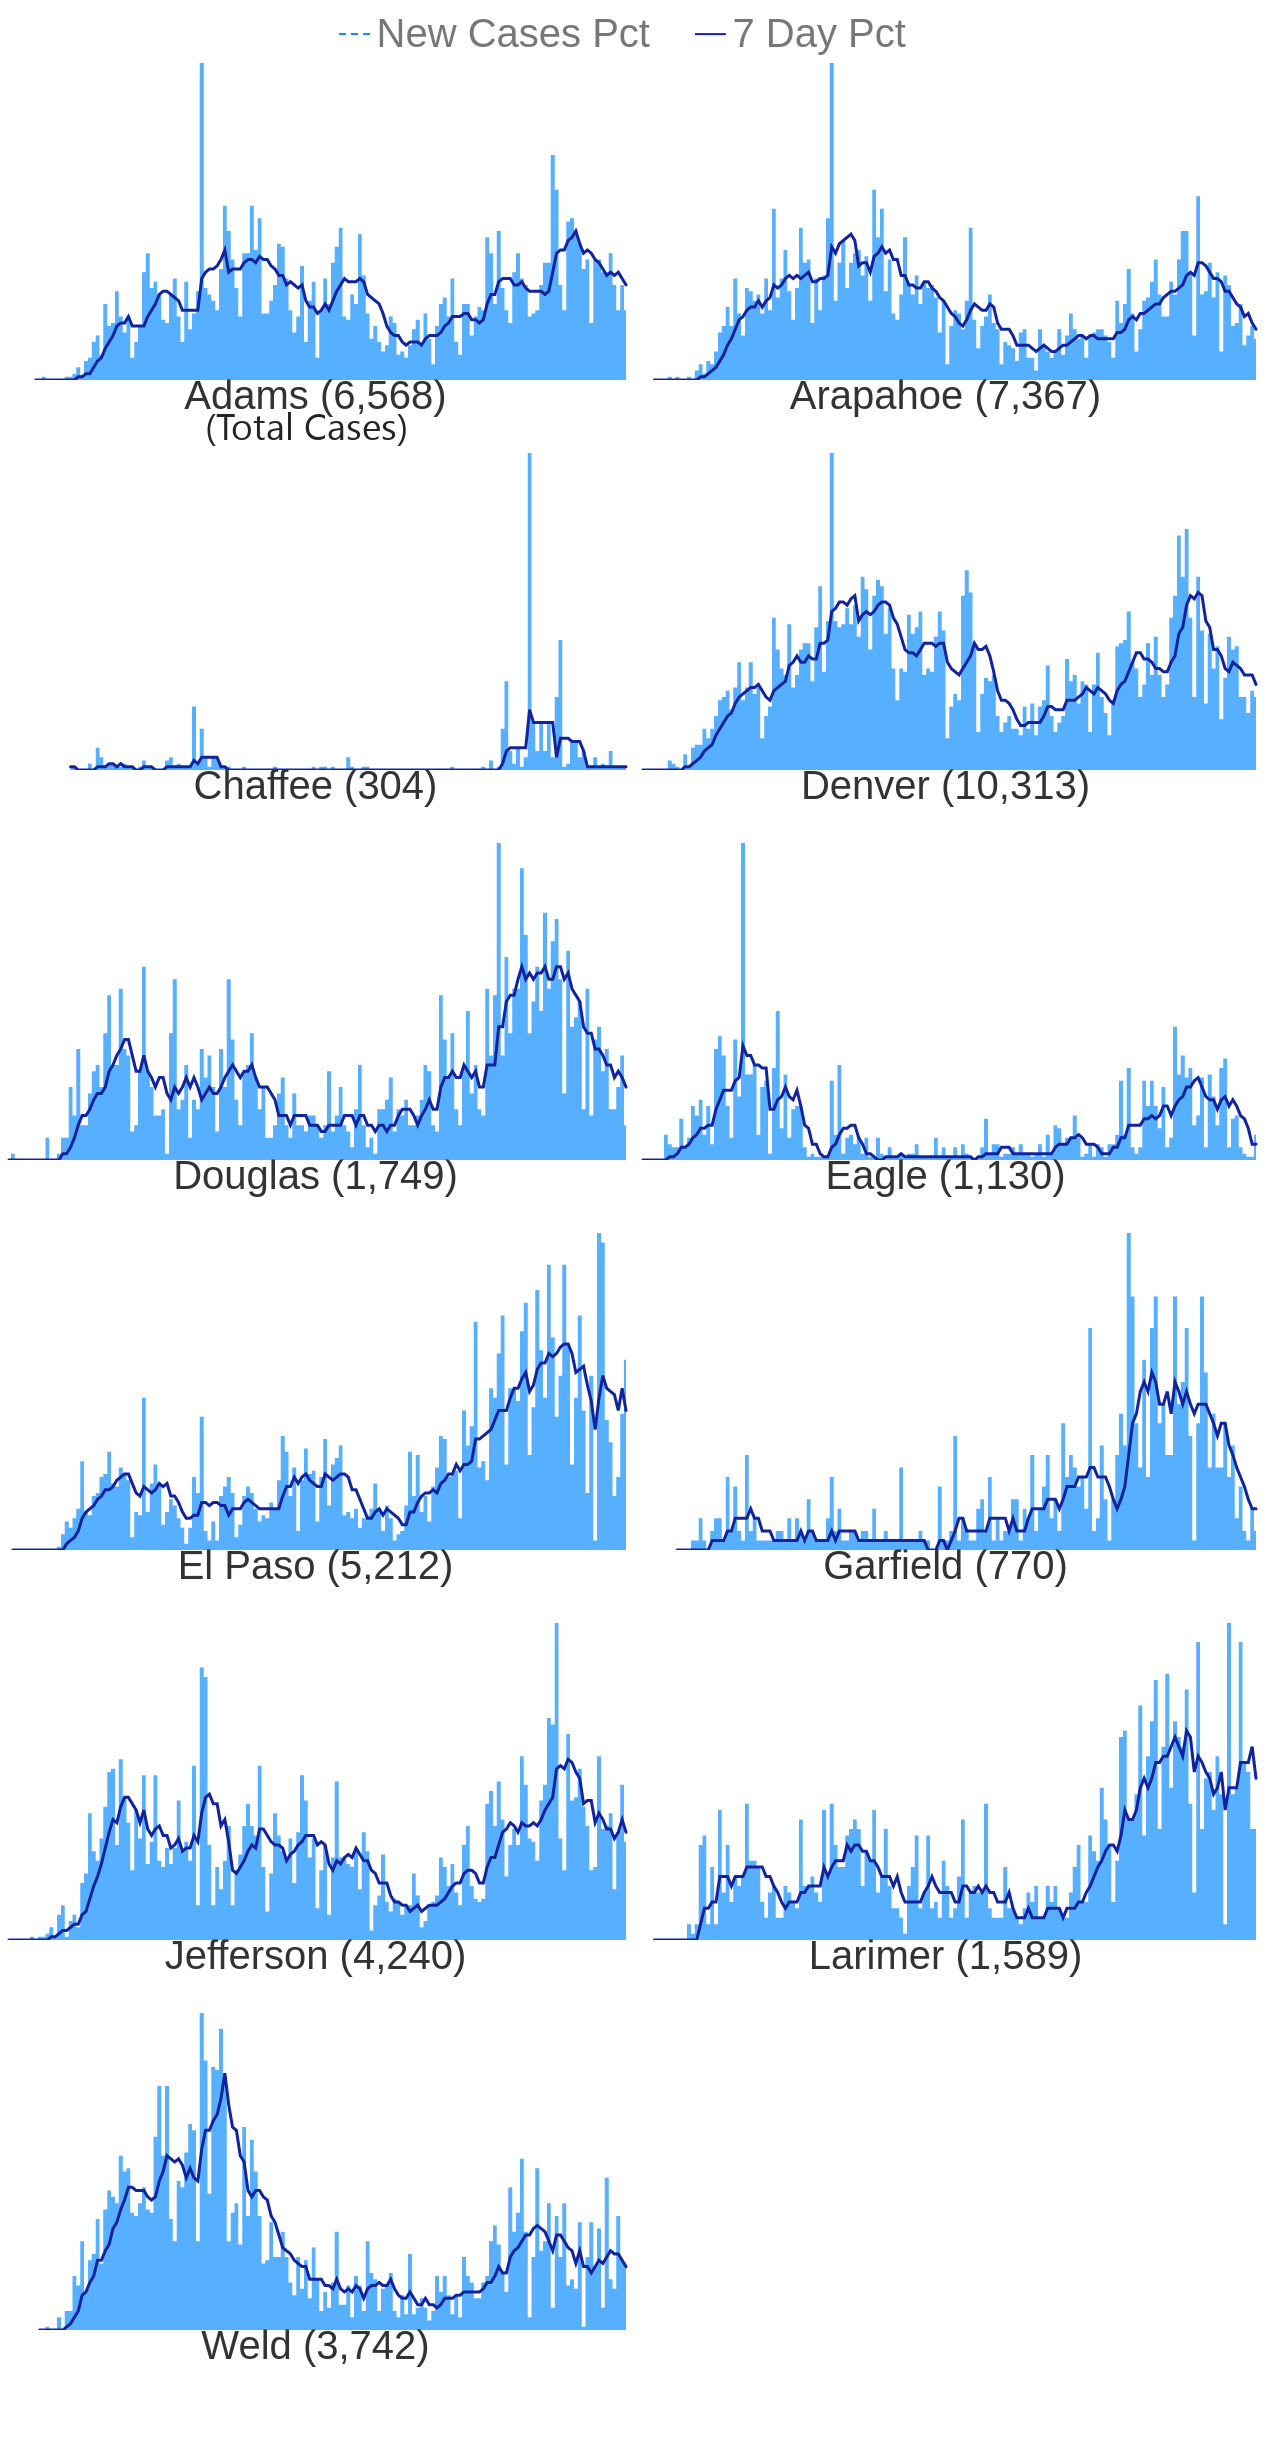 New Cases Pct 7 Day Pct
Adams (6,568) Arapahoe (7,367)
(Total Cases)
Chaffee (304) Denver (10,313)
Douglas (1,749) Eagle (1,130)
El Paso (5,212) Garfield (770)
Jefferson (4,240) Larimer (1,589)
Weld (3,742)